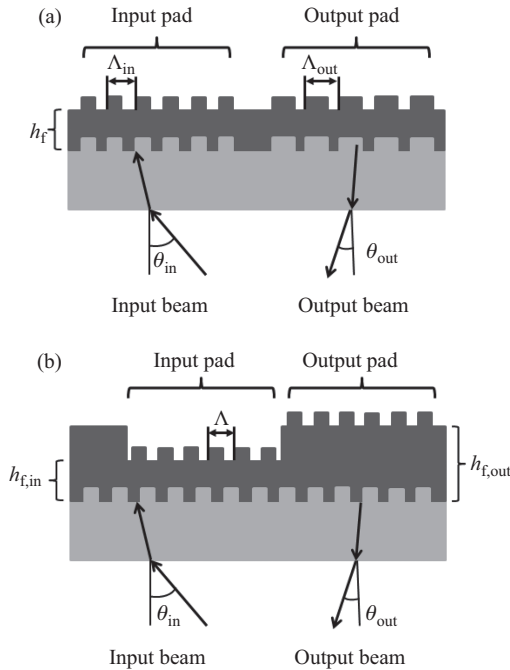 (a)
Input pad Output pad
Λin Λout
hf
θin θout
Input beam Output beam
(b)
Input pad Output pad
Λ
hf,in hf,out
θin θout
Input beam Output beam